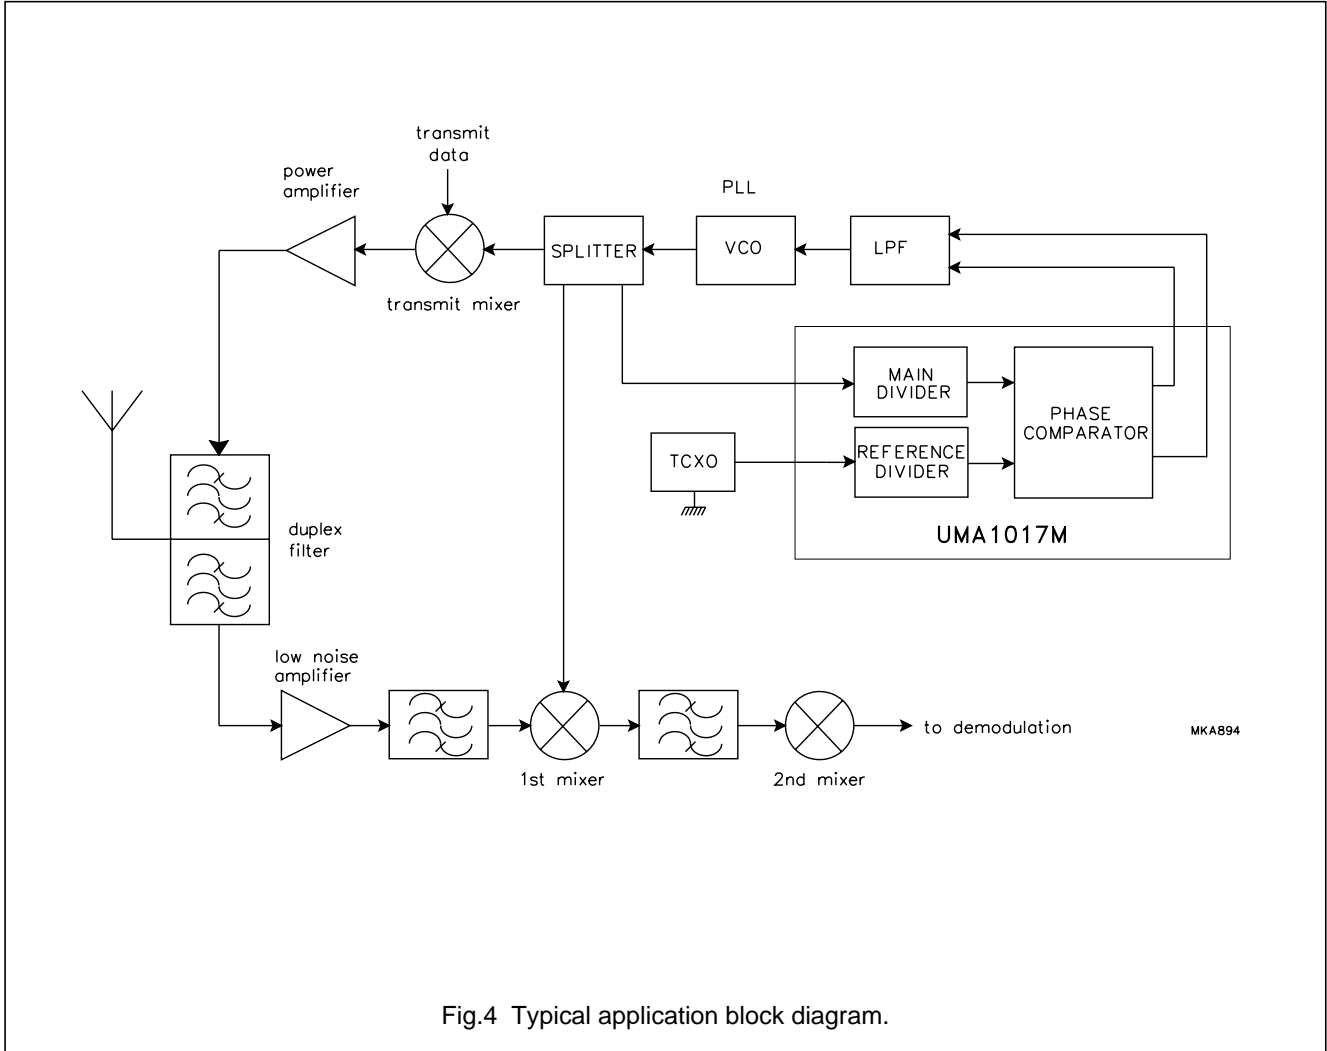 transmit
data
power
amplifier
PLL
SPLITTER
VCO
LPF
transmit mixer
MAIN
DIVIDER
PHASE
COMPARATOR
TCXO
REFERENCE
DIVIDER
UMA1017M
duplex
filter
low noise
amplifier
to demodulation
MKA894
1st mixer
2nd mixer
Fig.4 Typical application block diagram.